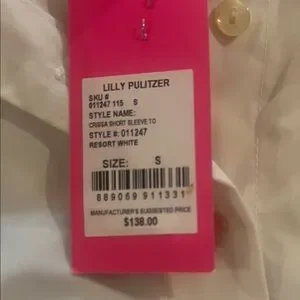 LILLY PULITZER
SKU #
011247 115 S
STYLE NAME:
CRISSA SHORT SLEEVE TO
STYLE #: 011247
RESORT WHITE
SIZE: S
889069 911331
MANUFACTURER'S SUGGESTED PRICE
$138.00